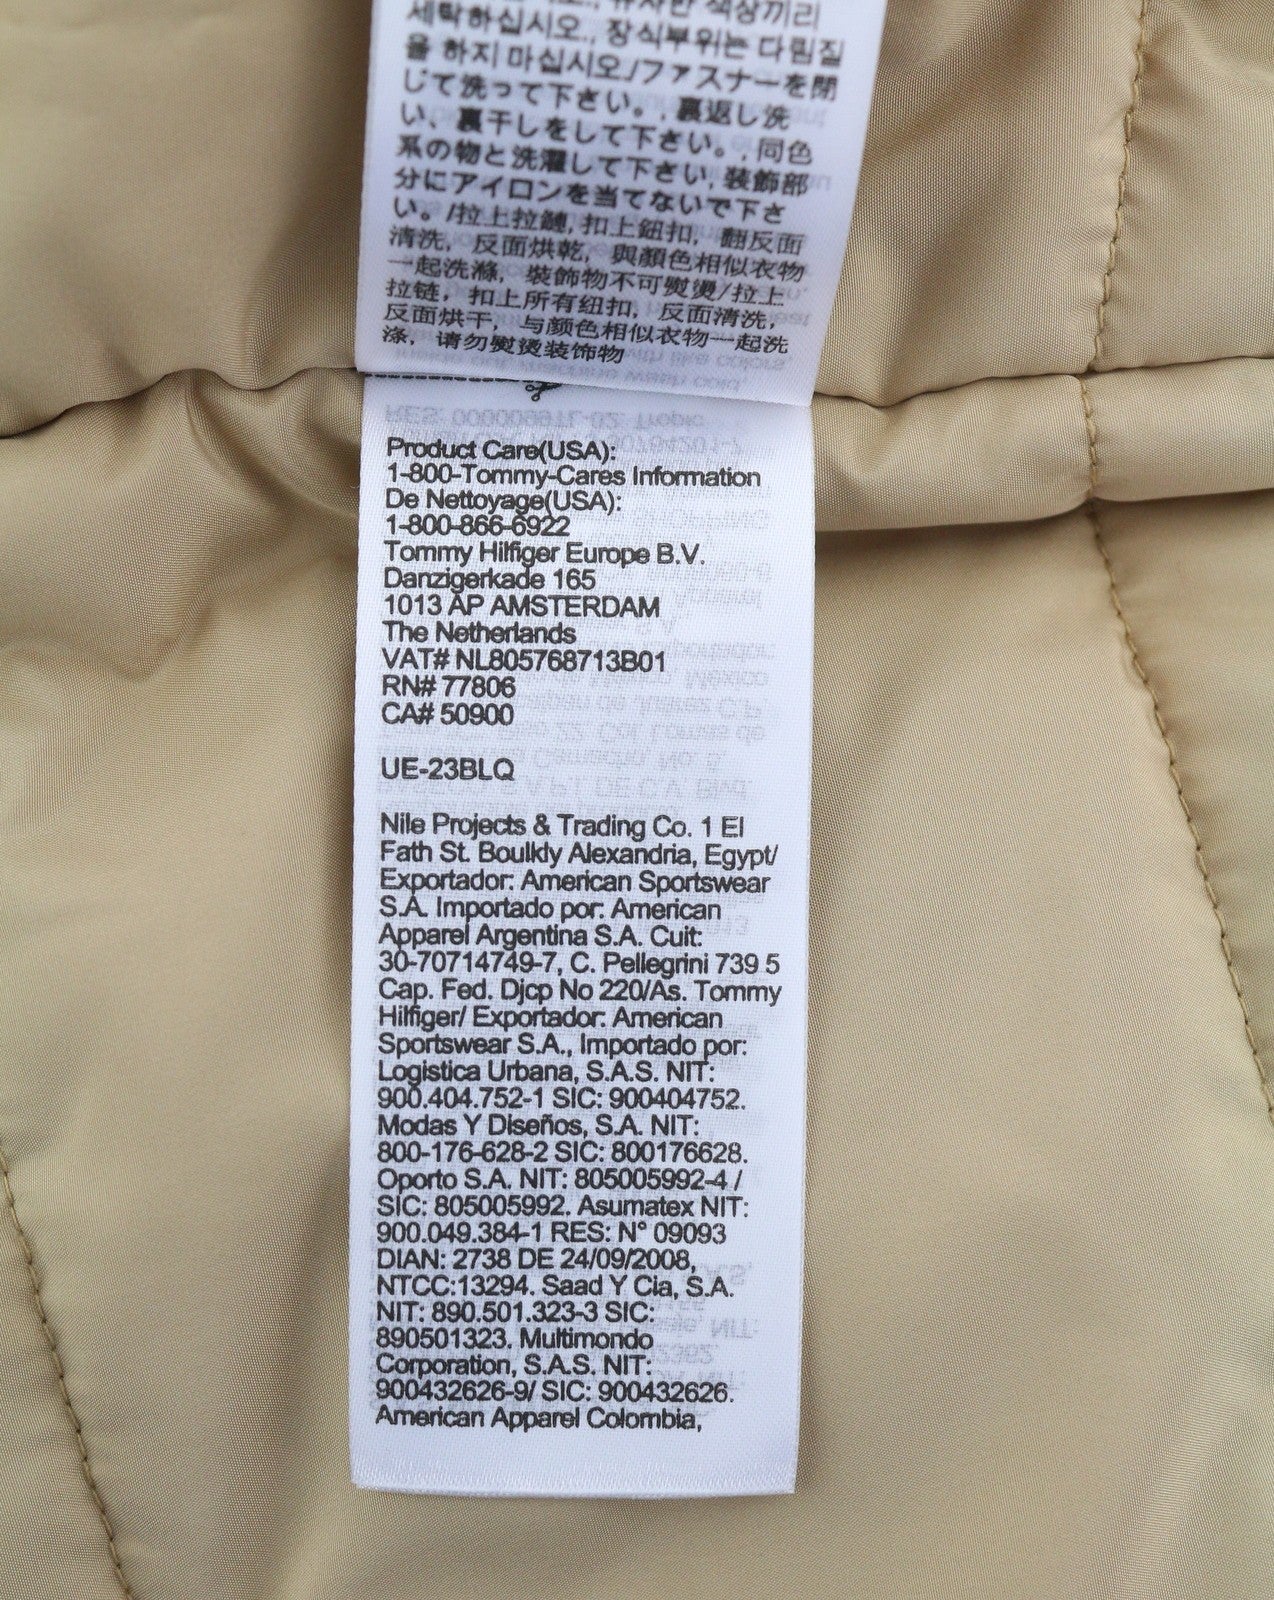 세탁하십시오., 장식부위는 다림질
을 하지 마십시오./ファスナーを閉
じて洗って下さい。, 裏返し洗
い、裏干しをして下さい。, 同色
系の物と洗濯して下さい, 装飾部
分にアイロンを当てないで下さ
い。/拉上拉鏈, 扣上鈕扣, 翻反面
清洗, 反面烘乾, 與顏色相似衣物
一起洗滌, 裝飾物不可熨燙/拉上
拉链, 扣上所有纽扣, 反面清洗,
反面烘干, 与颜色相似衣物一起洗
涤, 请勿熨烫装饰物
Product Care(USA):
1-800-Tommy-Cares Information
De Nettoyage(USA):
1-800-866-6922
Tommy Hilfiger Europe B.V.
Danzigerkade 165
1013 AP AMSTERDAM
The Netherlands
VAT# NL805768713B01
RN# 77806
CA# 50900
UE-23BLQ
Nile Projects & Trading Co. 1 El
Fath St. Boulkly Alexandria, Egypt/
Exportador: American Sportswear
S.A. Importado por: American
Apparel Argentina S.A. Cuit:
30-70714749-7, C. Pellegrini 739 5
Cap. Fed. Djcp No 220/As. Tommy
Hilfiger/ Exportador: American
Sportswear S.A., Importado por:
Logistica Urbana, S.A.S. NIT:
900.404.752-1 SIC: 900404752.
Modas Y Diseños, S.A. NIT:
800-176-628-2 SIC: 800176628.
Oporto S.A. NIT: 805005992-4 /
SIC: 805005992. Asumatex NIT:
900.049.384-1 RES: N° 09093
DIAN: 2738 DE 24/09/2008,
NTCC:13294. Saad Y Cia, S.A.
NIT: 890.501.323-3 SIC:
890501323. Multimondo
Corporation, S.A.S. NIT:
900432626-9/ SIC: 900432626.
American Apparel Colombia,